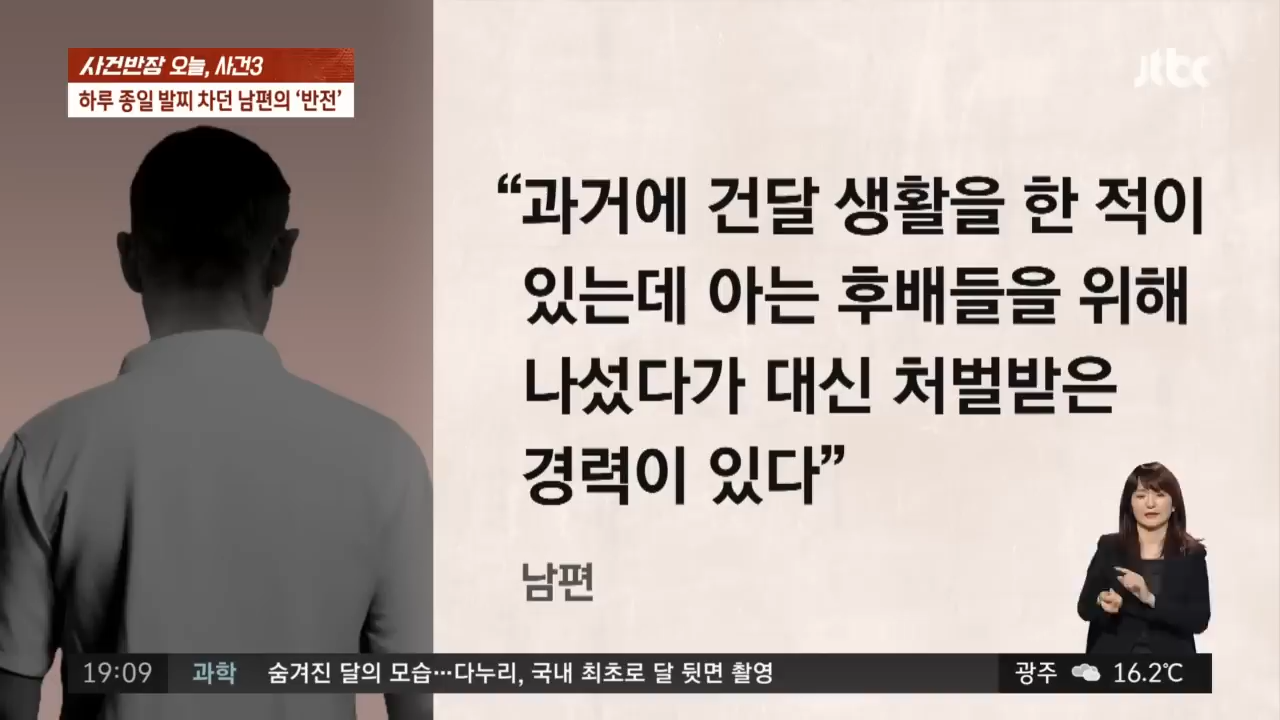 사건반장 오늘, 사건3
하루 종일 발찌 차던 남편의 ‘반전’
jtbc
“과거에 건달 생활을 한 적이
있는데 아는 후배들을 위해
나섰다가 대신 처벌받은
경력이 있다”
남편
19:09 과학 숨겨진 달의 모습…다누리, 국내 최초로 달 뒷면 촬영 광주 16.2℃